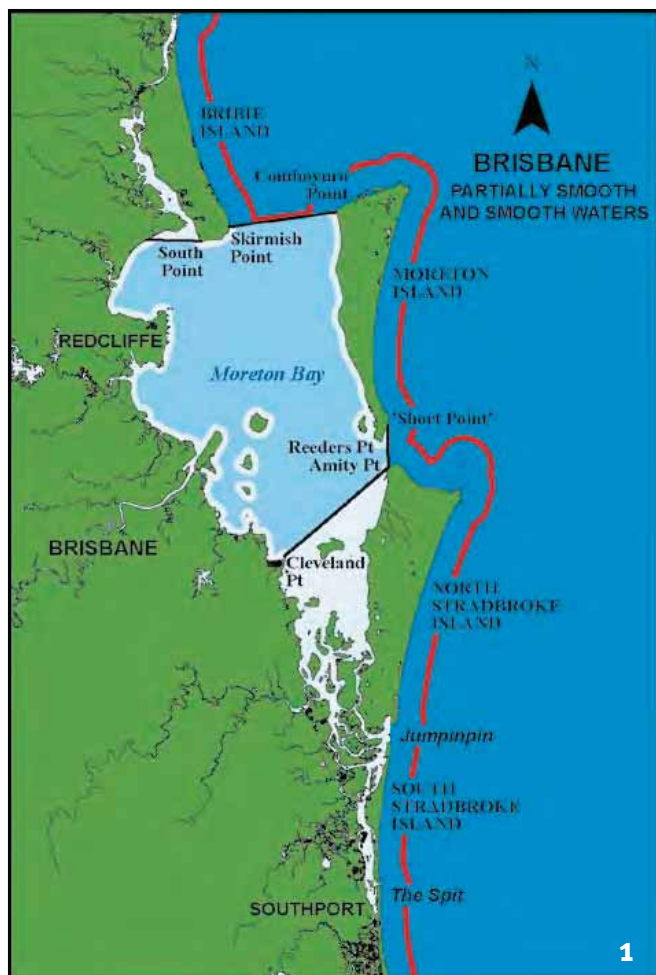 N
BRISBANE
PARTIALLY SMOOTH
AND SMOOTH WATERS
BRIBIE
ISLAND
Comboyuro
Point
Skirmish
Point
South
Point
MORETON
ISLAND
REDCLIFFE
Moreton Bay
'Short Point'
Reeders Pt
Amity Pt
BRISBANE
Cleveland
Pt
NORTH
STRADBROKE
ISLAND
Jumpinpin
SOUTH
STRADBROKE
ISLAND
The Spit
SOUTHPORT
1